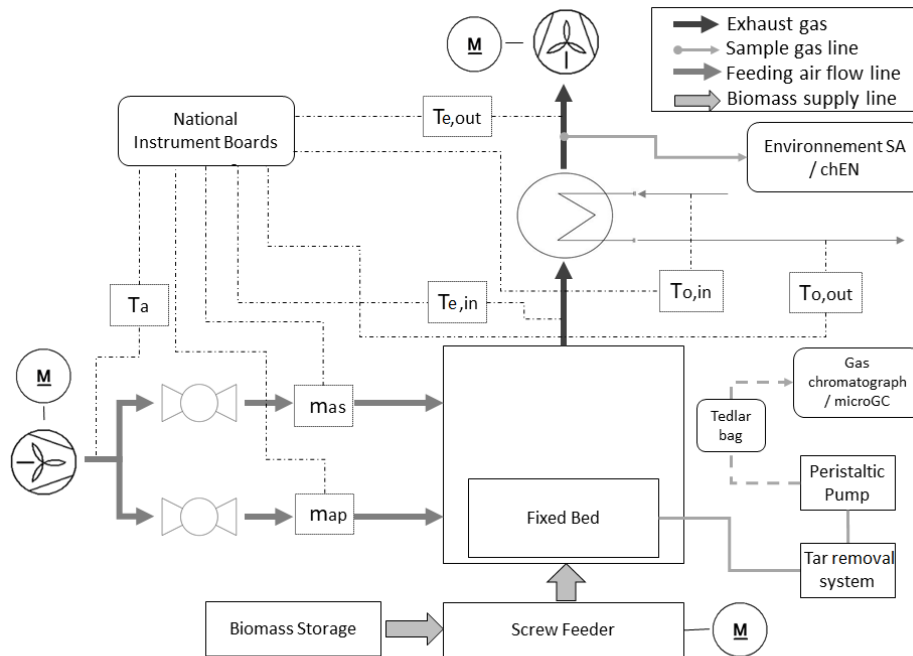 Exhaust gas
Sample gas line
Feeding air flow line
Biomass supply line
M
National
Instrument Boards
Te,out
Environnement SA
/ chEN
Ta
Te,in
To,in
To,out
M
mas
Gas
chromatograph
/ microGC
Tedlar
bag
Peristaltic
Pump
map
Fixed Bed
Tar removal
system
Biomass Storage
Screw Feeder
M